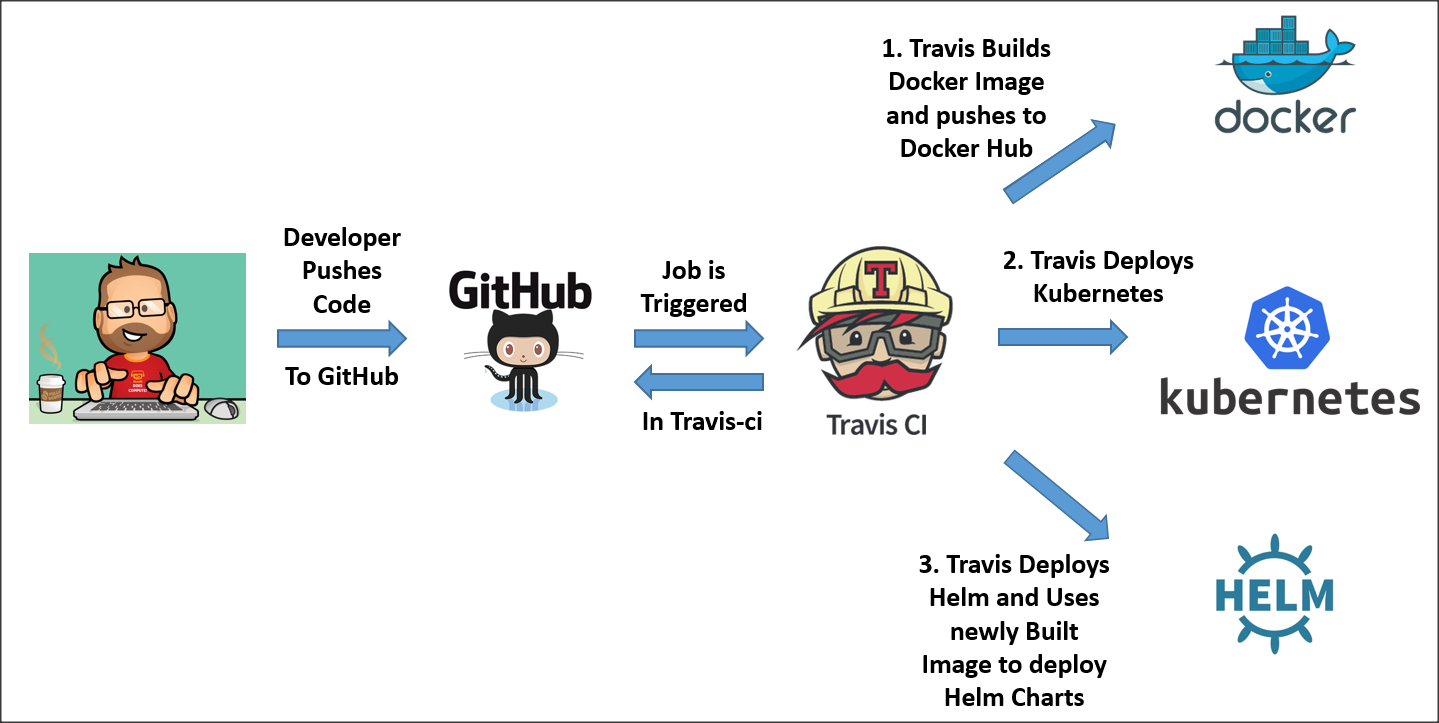 1. Travis Builds
Docker Image
and pushes to
Docker Hub
docker
Developer
Pushes
Code
To GitHub
GitHub
Job is
Triggered
In Travis-ci
T
Travis CI
2. Travis Deploys
Kubernetes
kubernetes
3. Travis Deploys
Helm and Uses
newly Built
Image to deploy
Helm Charts
HELM